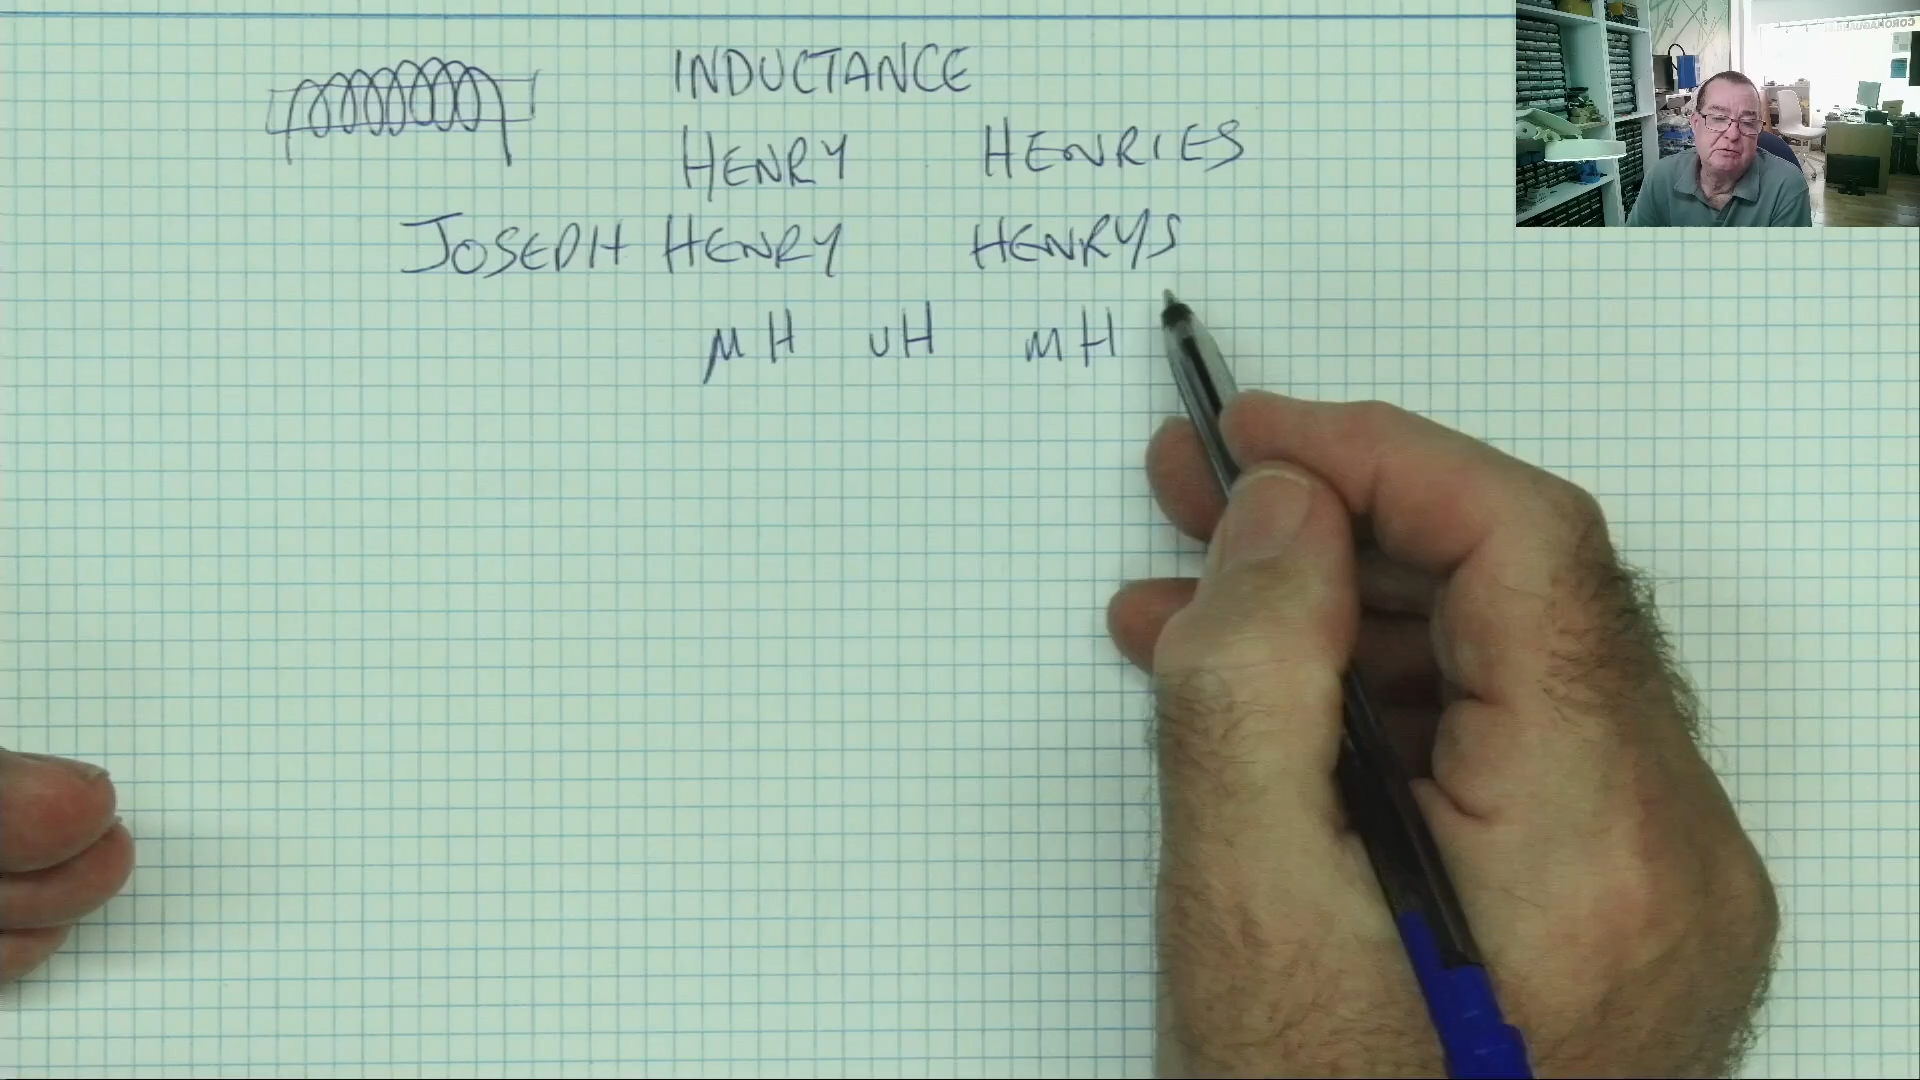 INDUCTANCE
HENRY HENRIES
JOSEPH HENRY HENRYS
μH uH mH